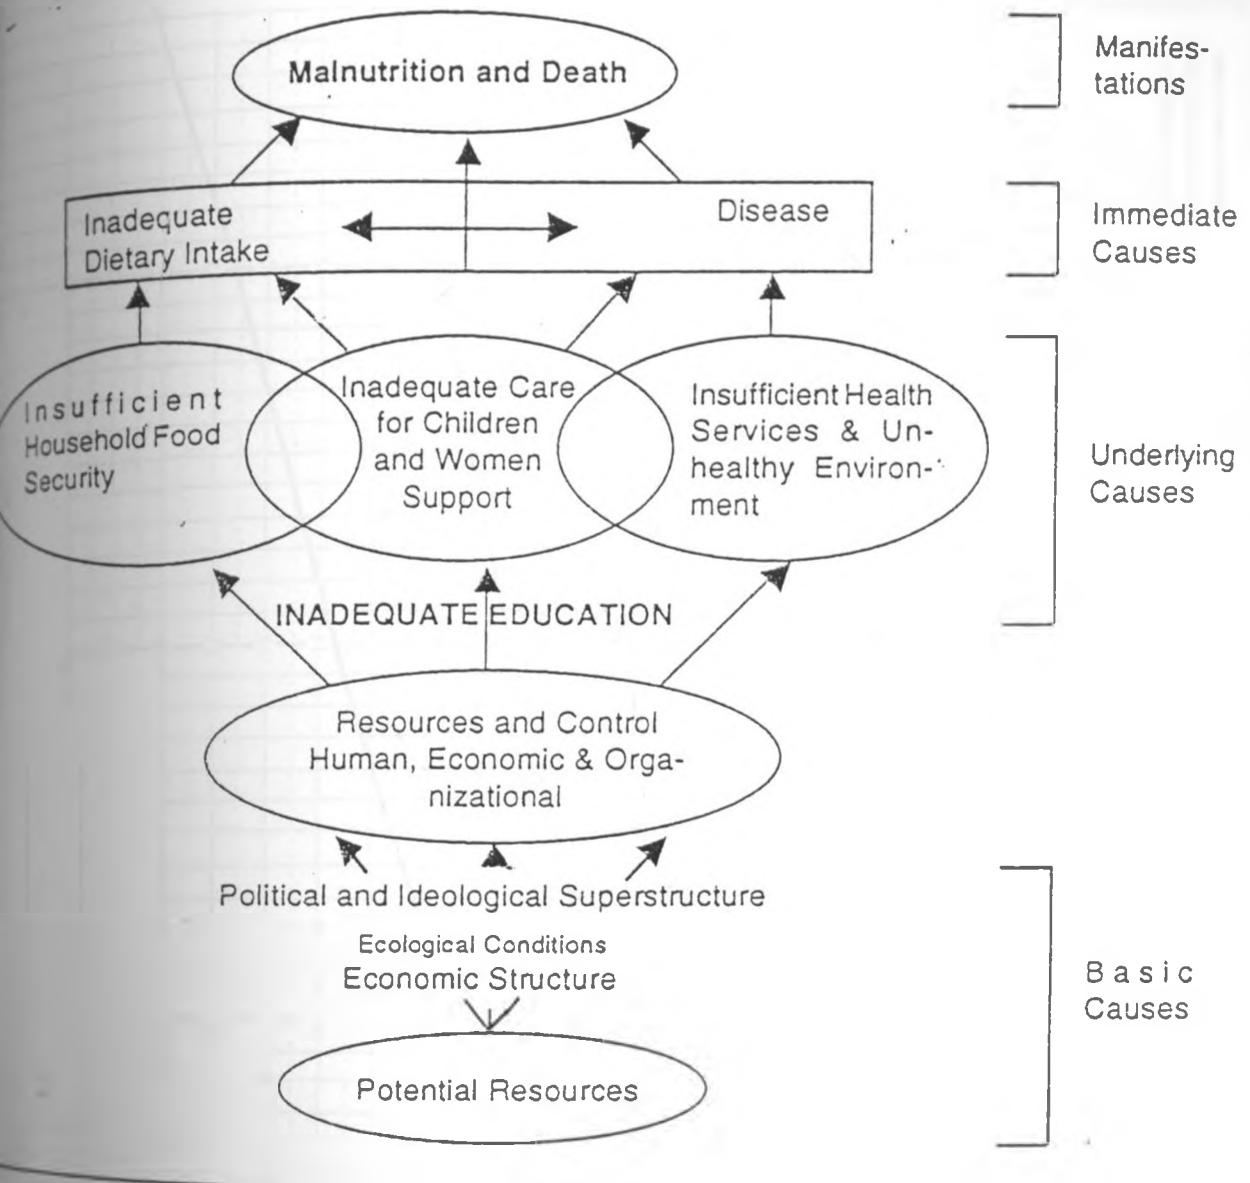 Malnutrition and Death
Manifes-
tations
Inadequate
Dietary Intake
Disease
Immediate
Causes
Insufficient
Household Food
Security
Inadequate Care
for Children
and Women
Support
Insufficient Health
Services & Un-
healthy Environ-
ment
Underlying
Causes
INADEQUATE EDUCATION
Resources and Control
Human, Economic & Orga-
nizational
Political and Ideological Superstructure
Ecological Conditions
Economic Structure
Potential Resources
Basic
Causes